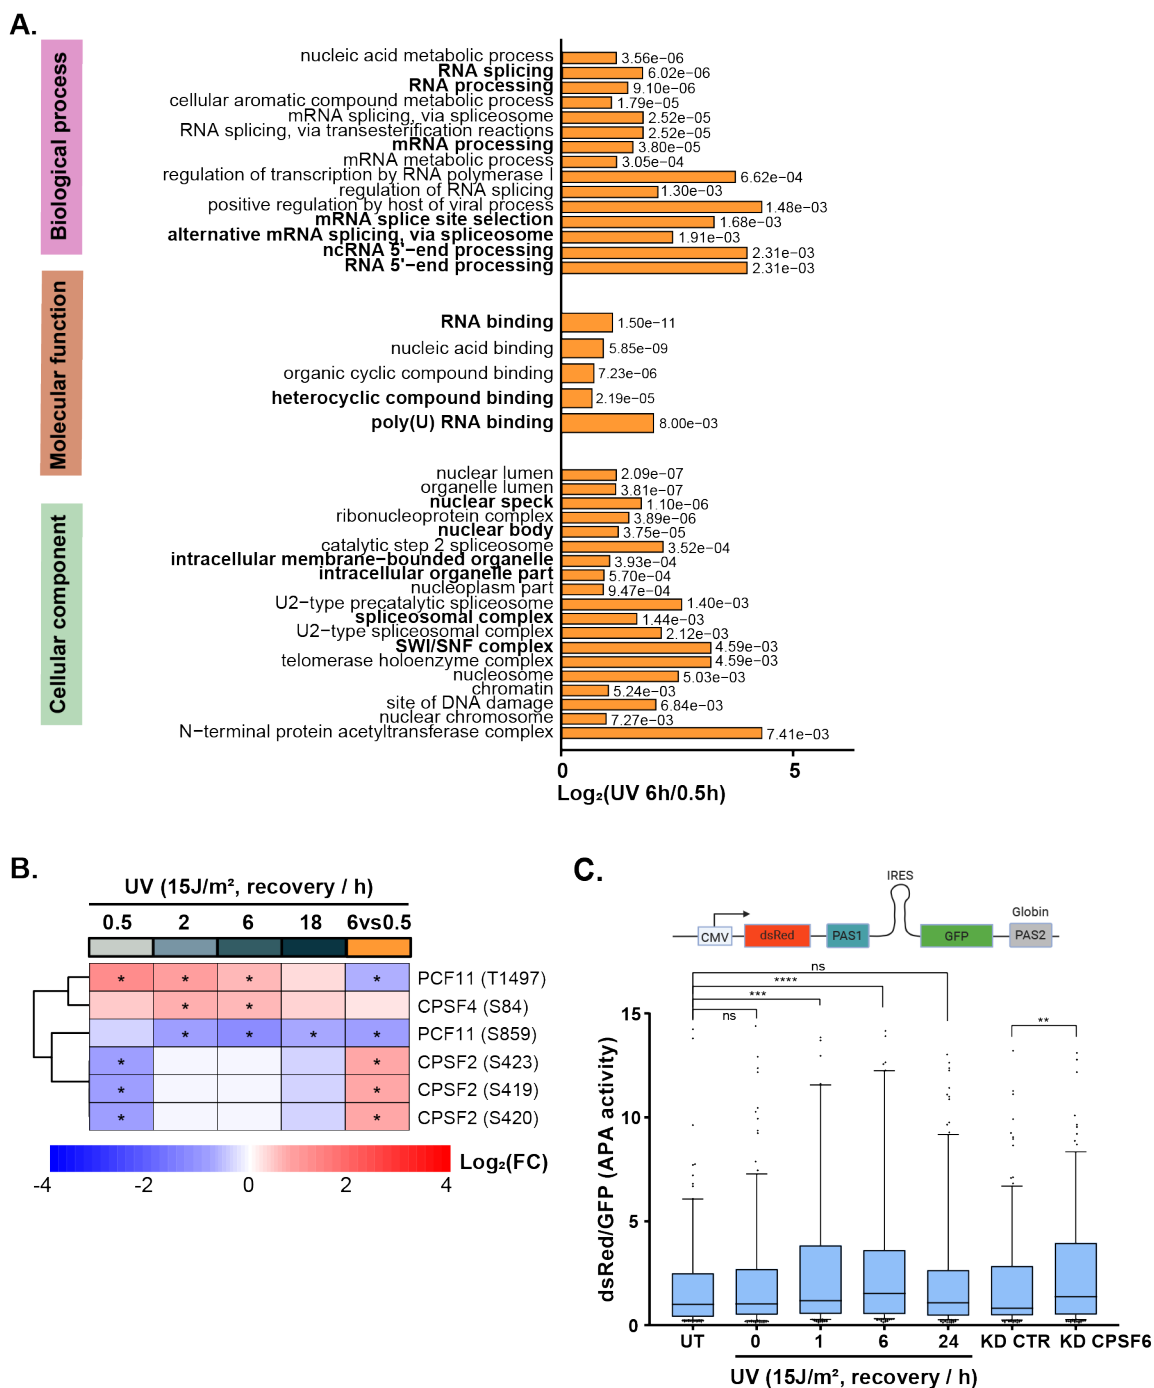 A.
Biological process
nucleic acid metabolic process 3.56e−06
RNA splicing 6.02e−06
RNA processing 9.10e−06
cellular aromatic compound metabolic process 1.79e−05
mRNA splicing, via spliceosome 2.52e−05
RNA splicing, via transesterification reactions 2.52e−05
mRNA processing 3.80e−05
mRNA metabolic process 3.05e−04
regulation of transcription by RNA polymerase I 6.62e−04
regulation of RNA splicing 1.30e−03
positive regulation by host of viral process 1.48e−03
mRNA splice site selection 1.68e−03
alternative mRNA splicing, via spliceosome 1.91e−03
ncRNA 5'−end processing 2.31e−03
RNA 5'−end processing 2.31e−03
Molecular function
RNA binding 1.50e−11
nucleic acid binding 5.85e−09
organic cyclic compound binding 7.23e−06
heterocyclic compound binding 2.19e−05
poly(U) RNA binding 8.00e−03
Cellular component
nuclear lumen 2.09e−07
organelle lumen 3.81e−07
nuclear speck 1.10e−06
ribonucleoprotein complex 3.89e−06
nuclear body 3.75e−05
catalytic step 2 spliceosome 3.52e−04
intracellular membrane−bounded organelle 3.93e−04
intracellular organelle part 5.70e−04
nucleoplasm part 9.47e−04
U2−type precatalytic spliceosome 1.40e−03
spliceosomal complex 1.44e−03
U2−type spliceosomal complex 2.12e−03
SWI/SNF complex 4.59e−03
telomerase holoenzyme complex 4.59e−03
nucleosome 5.03e−03
chromatin 5.24e−03
site of DNA damage 6.84e−03
nuclear chromosome 7.27e−03
N−terminal protein acetyltransferase complex 7.41e−03
0 5
Log₂(UV 6h/0.5h)
B.
UV (15J/m², recovery / h)
0.5 2 6 18 6vs0.5
* * * * PCF11 (T1497)
* * CPSF4 (S84)
* * * * PCF11 (S859)
* * CPSF2 (S423)
* * CPSF2 (S419)
* * CPSF2 (S420)
Log₂(FC)
-4 -2 0 2 4
C.
IRES
Globin
CMV dsRed PAS1 GFP PAS2
ns
****
***
ns
**
dsRed/GFP (APA activity)
15
10
5
0
UT 0 1 6 24 KD CTR KD CPSF6
UV (15J/m², recovery / h)